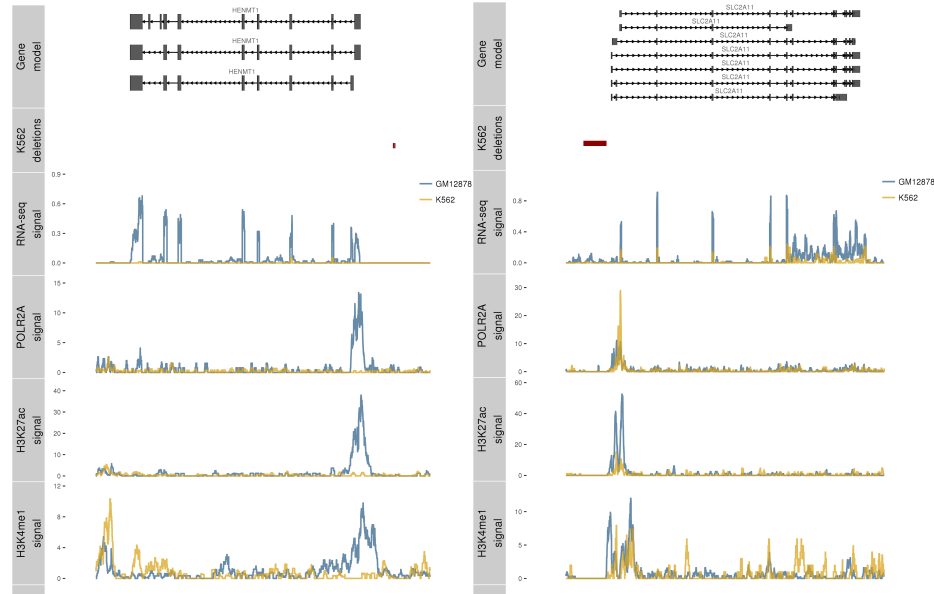 Gene
model
HENMT1
HENMT1
HENMT1
K562
deletions
RNA-seq
signal
0.9
0.6
0.3
0.0
GM12878
K562
POLR2A
signal
15
10
5
0
H3K27ac
signal
40
30
20
10
0
H3K4me1
signal
12
8
4
0
Gene
model
SLC2A11
SLC2A11
SLC2A11
SLC2A11
SLC2A11
SLC2A11
SLC2A11
K562
deletions
RNA-seq
signal
0.8
0.4
0.0
GM12878
K562
POLR2A
signal
30
20
10
0
H3K27ac
signal
60
40
20
0
H3K4me1
signal
10
5
0